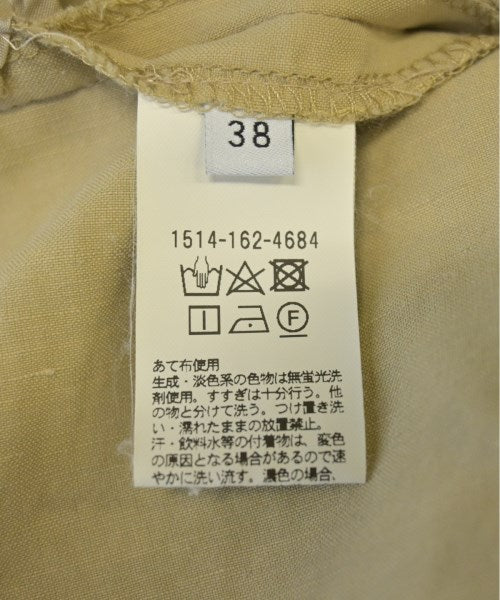 38
1514-162-4684
F
あて布使用
生成・淡色系の色物は無蛍光洗
剤使用。すすぎは十分行う。他
の物と分けて洗う。つけ置き洗
い・濡れたままの放置禁止。
汗・飲料水等の付着物は、変色
の原因となる場合があるので速
やかに洗い流す。濃色の場合、